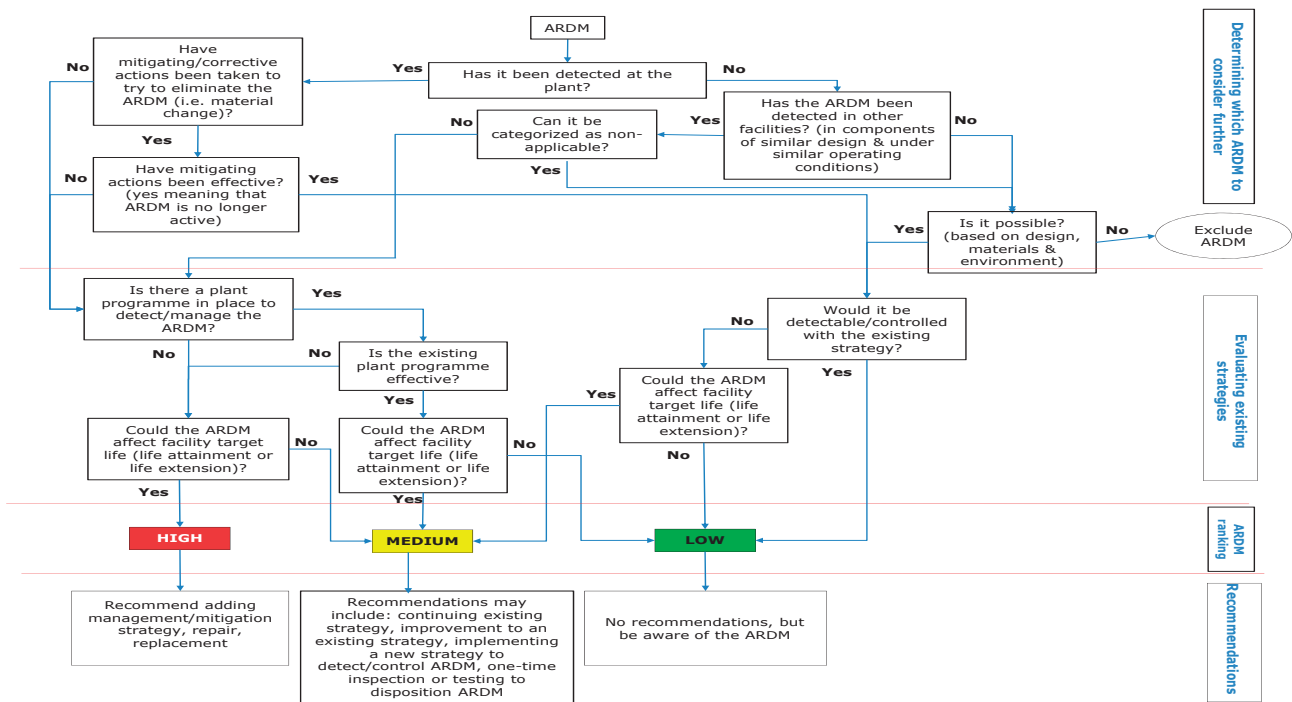 ARDM
Determining which ARDM to
consider further
Have
mitigating/corrective
actions been taken to
try to eliminate the
ARDM (i.e. material
change)?
No
Yes
Yes
Has it been detected at the
plant?
No
Has the ARDM been
detected in other
facilities? (in components
of similar design & under
similar operating
conditions)
Yes
No
Can it be
categorized as non-
applicable?
No
Yes
Have mitigating
actions been effective?
(yes meaning that
ARDM is no longer
active)
No
Yes
Is it possible?
(based on design,
materials &
environment)
Yes
No
Exclude
ARDM
Evaluating existing
strategies
Is there a plant
programme in place to
detect/manage the
ARDM?
Yes
No
Is the existing
plant programme
effective?
No
Yes
Would it be
detectable/controlled
with the existing
strategy?
No
Yes
Could the ARDM
affect facility target
life (life attainment or
life extension)?
No
Yes
Could the ARDM
affect facility
target life (life
attainment or life
extension)?
No
Yes
Could the ARDM
affect facility
target life (life
attainment or life
extension)?
Yes
No
ARDM
ranking
HIGH
MEDIUM
LOW
Recommendations
Recommend adding
management/mitigation
strategy, repair,
replacement
Recommendations may
include: continuing existing
strategy, improvement to an
existing strategy, implementing
a new strategy to
detect/control ARDM, one-time
inspection or testing to
disposition ARDM
No recommendations, but
be aware of the ARDM